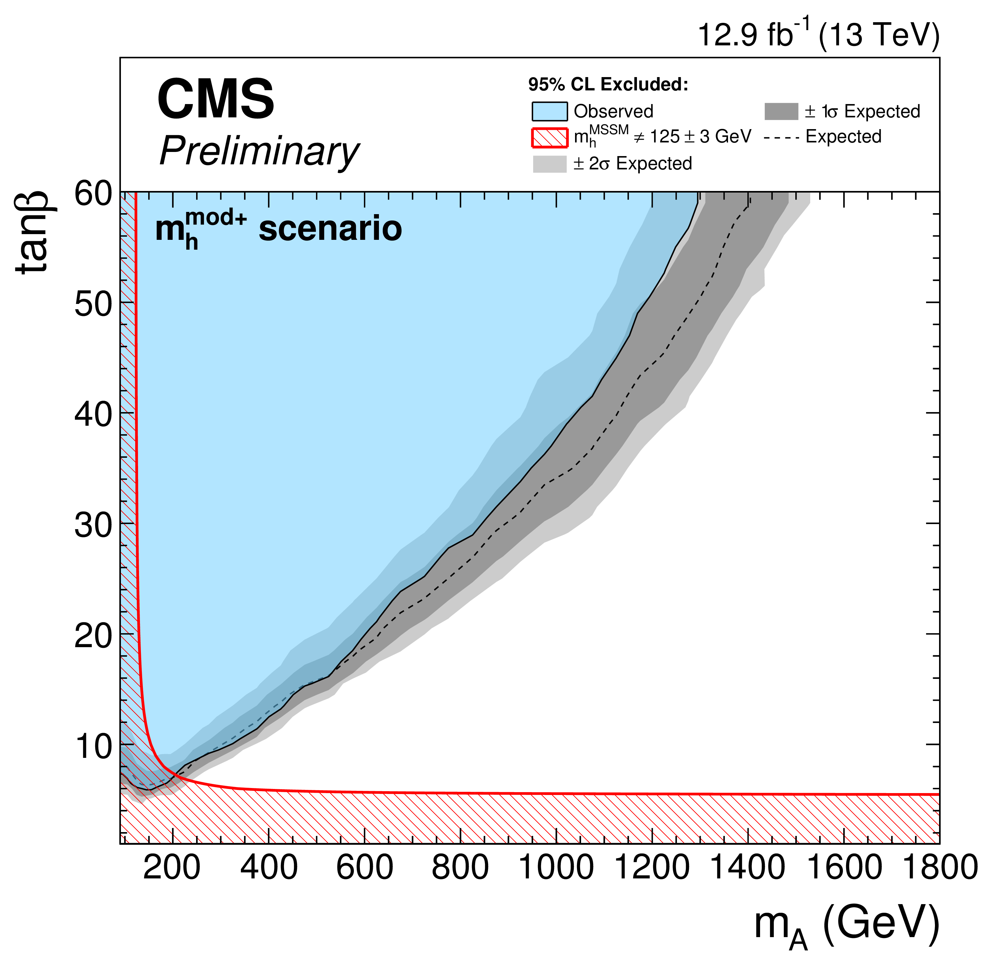 12.9 fb⁻¹ (13 TeV)
CMS
Preliminary
95% CL Excluded:
Observed
± 1σ Expected
m_h^MSSM ≠ 125 ± 3 GeV
Expected
± 2σ Expected
m_h^mod+ scenario
tanβ
60
50
40
30
20
10
200 400 600 800 1000 1200 1400 1600 1800
m_A (GeV)